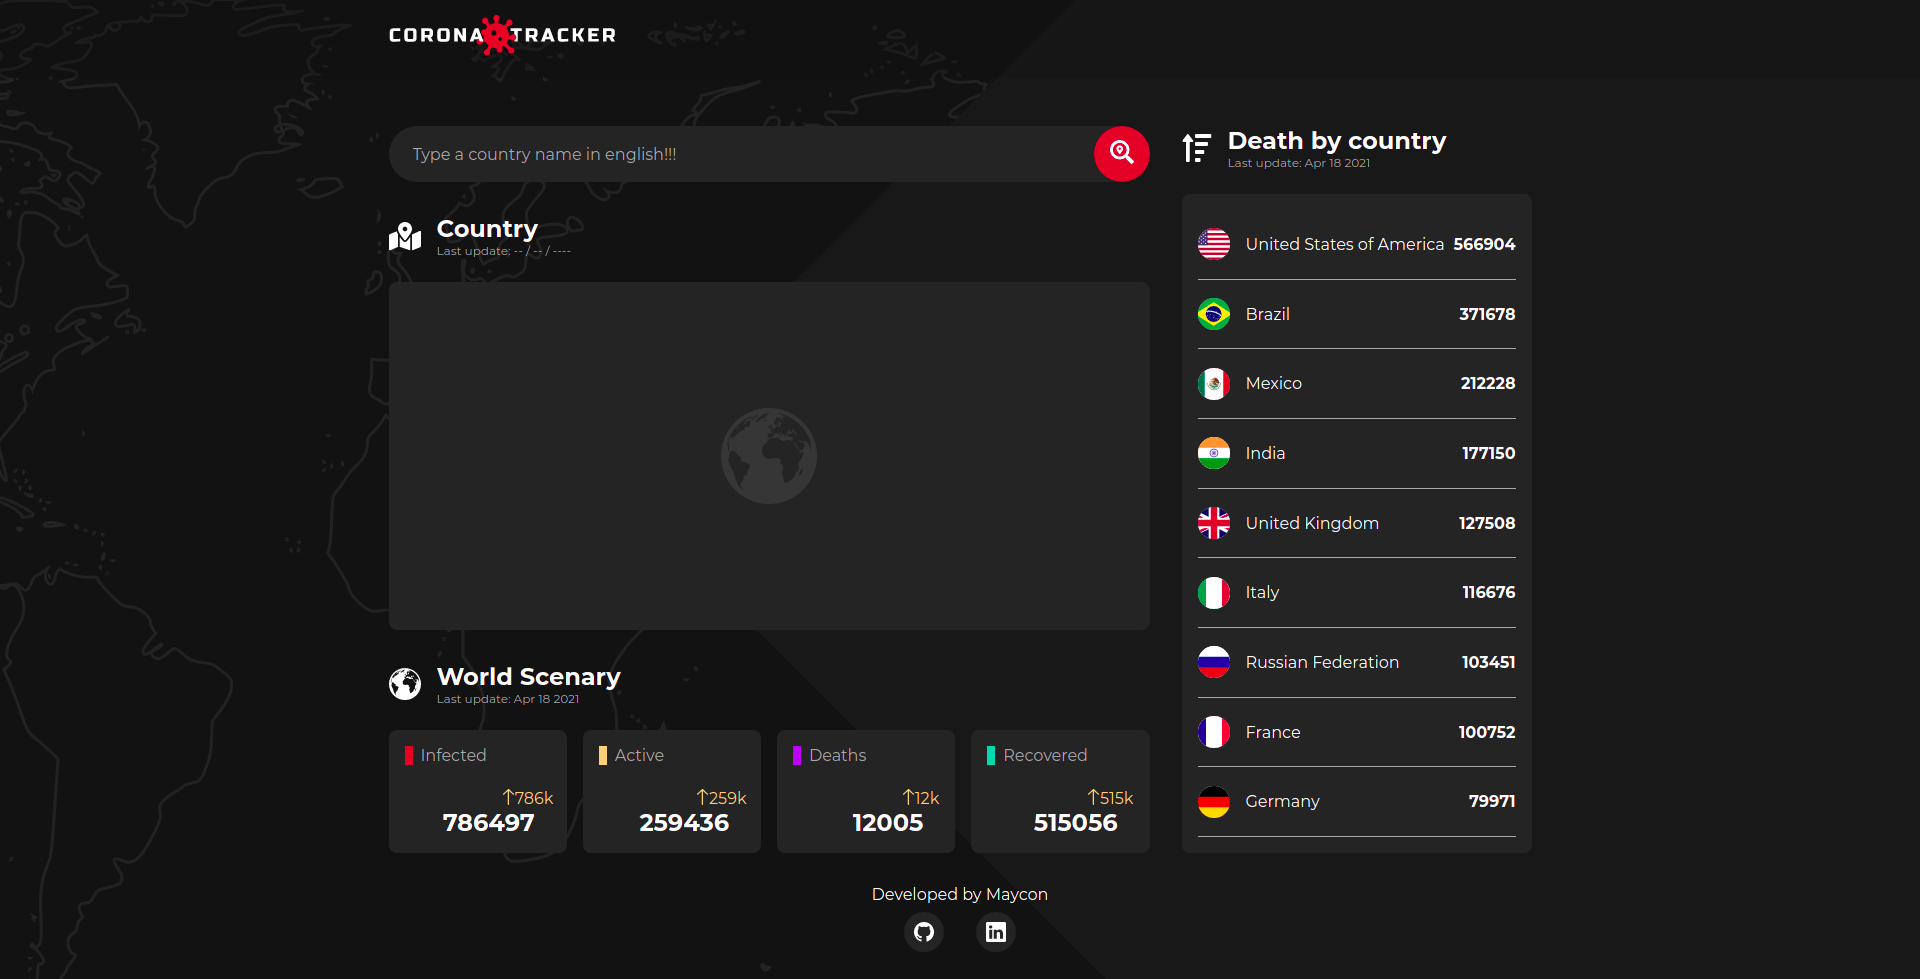 CORONA TRACKER
Type a country name in english!!!
Country
Last update: -- / -- / ----
World Scenary
Last update: Apr 18 2021
Infected
↑786k
786497
Active
↑259k
259436
Deaths
↑12k
12005
Recovered
↑515k
515056
Death by country
Last update: Apr 18 2021
United States of America 566904
Brazil 371678
Mexico 212228
India 177150
United Kingdom 127508
Italy 116676
Russian Federation 103451
France 100752
Germany 79971
Developed by Maycon
in